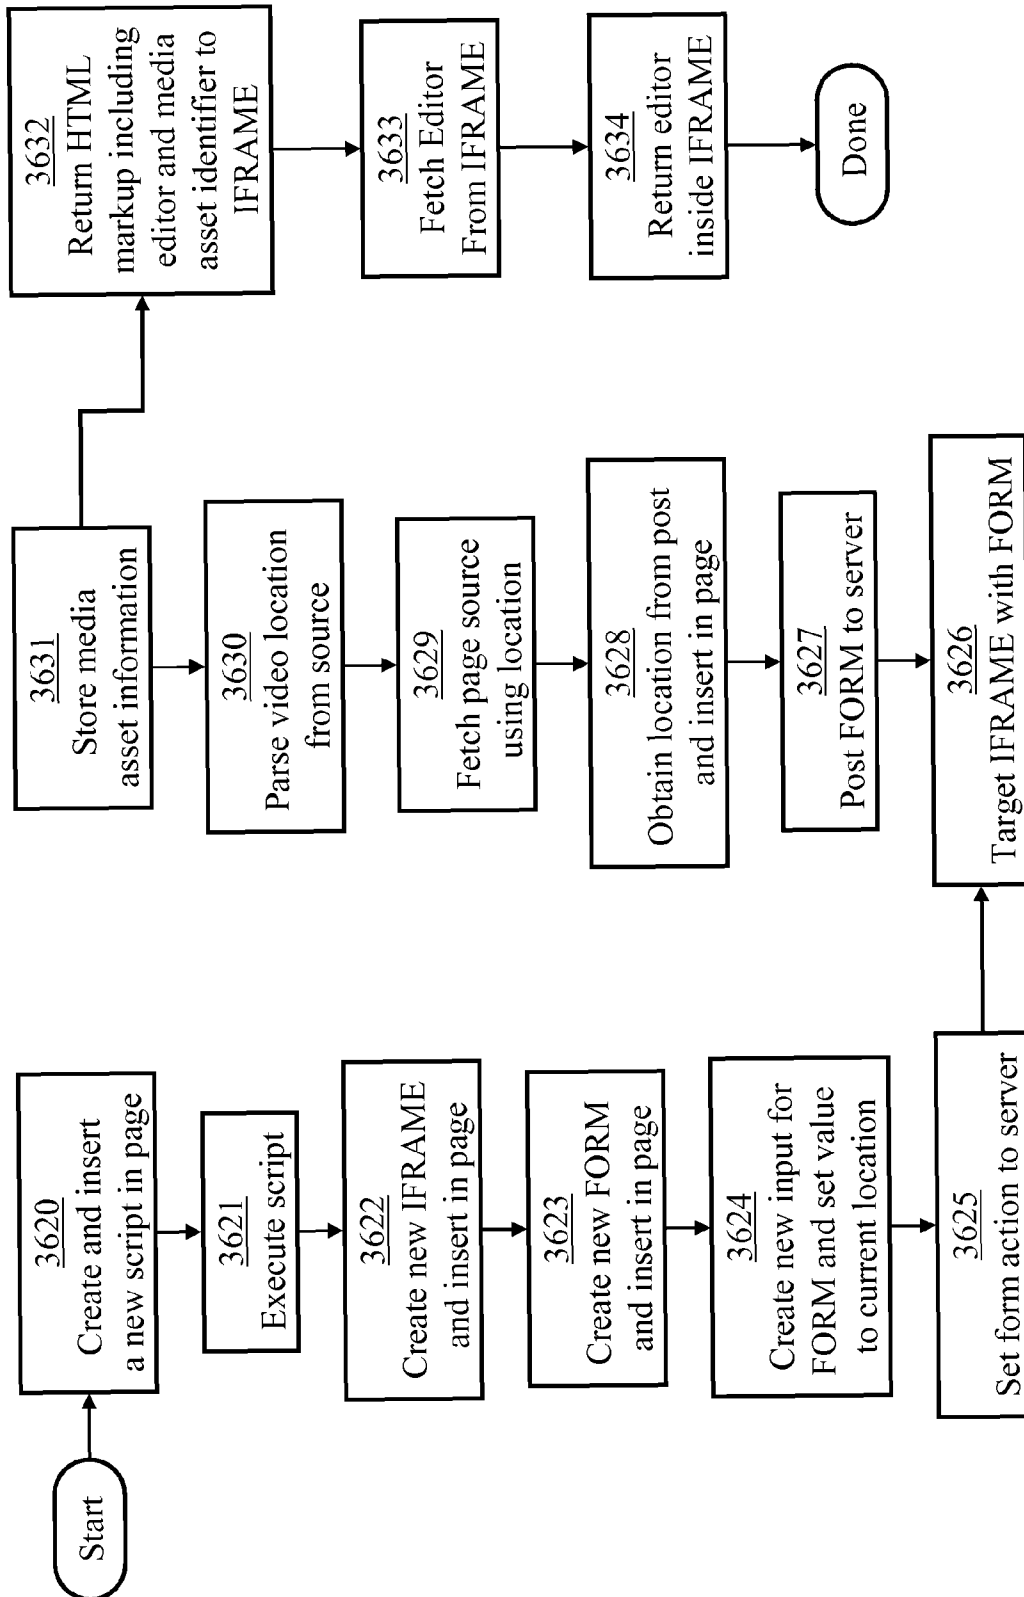 Start
3620
Create and insert
a new script in page
3621
Execute script
3622
Create new IFRAME
and insert in page
3623
Create new FORM
and insert in page
3624
Create new input for
FORM and set value
to current location
3625
Set form action to server
3626
Target IFRAME with FORM
3627
Post FORM to server
3628
Obtain location from post
and insert in page
3629
Fetch page source
using location
3630
Parse video location
from source
3631
Store media
asset information
3632
Return HTML
markup including
editor and media
asset identifier to
IFRAME
3633
Fetch Editor
From IFRAME
3634
Return editor
inside IFRAME
Done